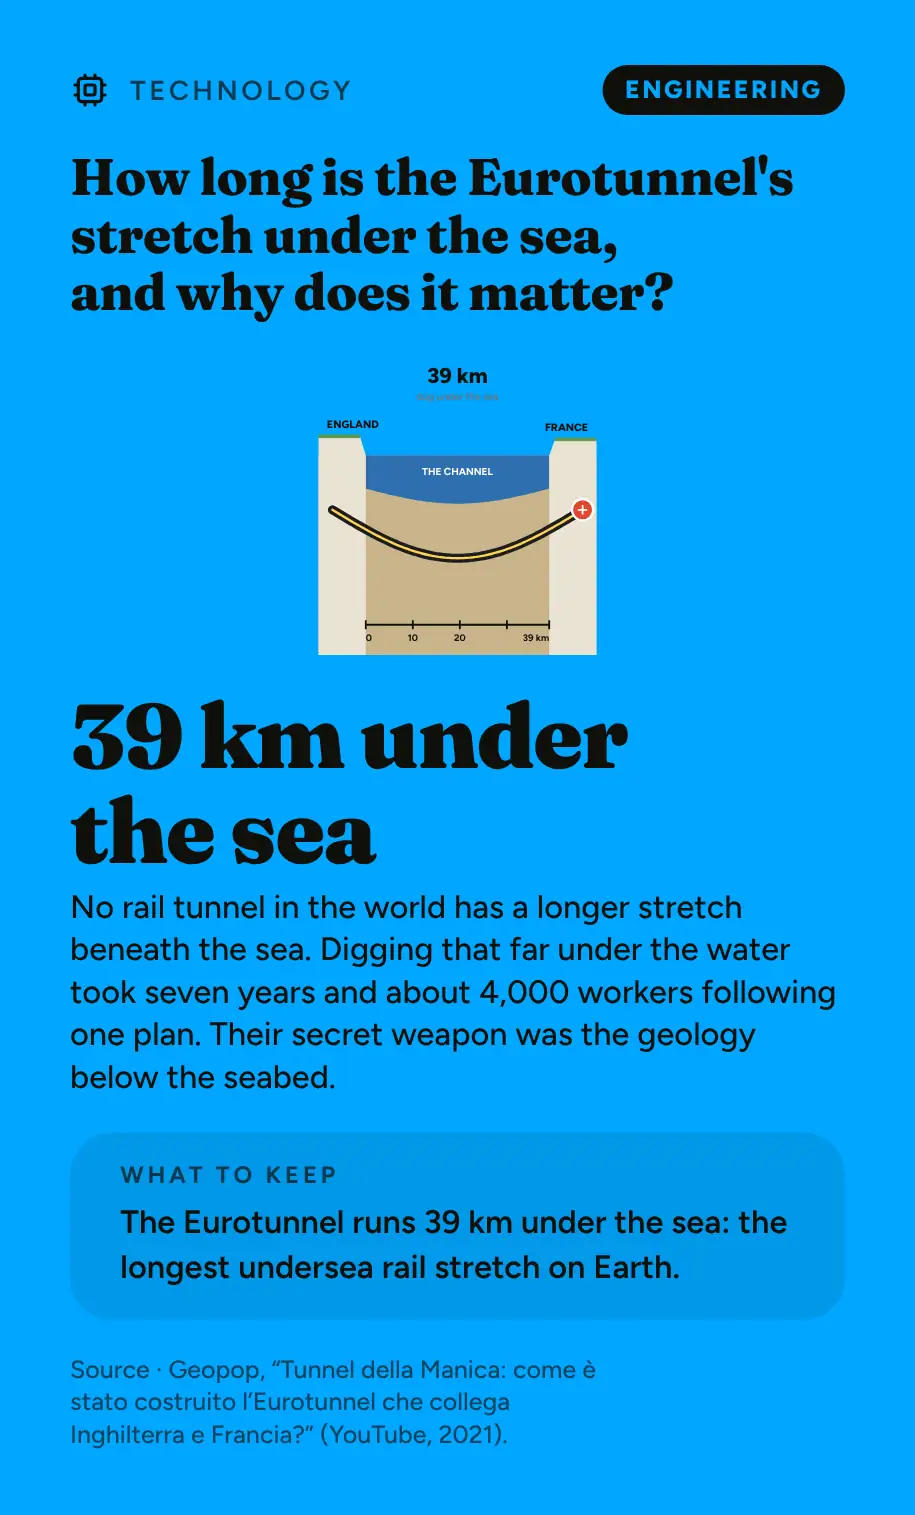 TECHNOLOGY
ENGINEERING
How long is the Eurotunnel's
stretch under the sea,
and why does it matter?
39 km
ENGLAND
FRANCE
THE CHANNEL
0 10 20 39 km
39 km under
the sea
No rail tunnel in the world has a longer stretch
beneath the sea. Digging that far under the water
took seven years and about 4,000 workers following
one plan. Their secret weapon was the geology
below the seabed.
WHAT TO KEEP
The Eurotunnel runs 39 km under the sea: the
longest undersea rail stretch on Earth.
Source · Geopop, “Tunnel della Manica: come è
stato costruito l’Eurotunnel che collega
Inghilterra e Francia?” (YouTube, 2021).